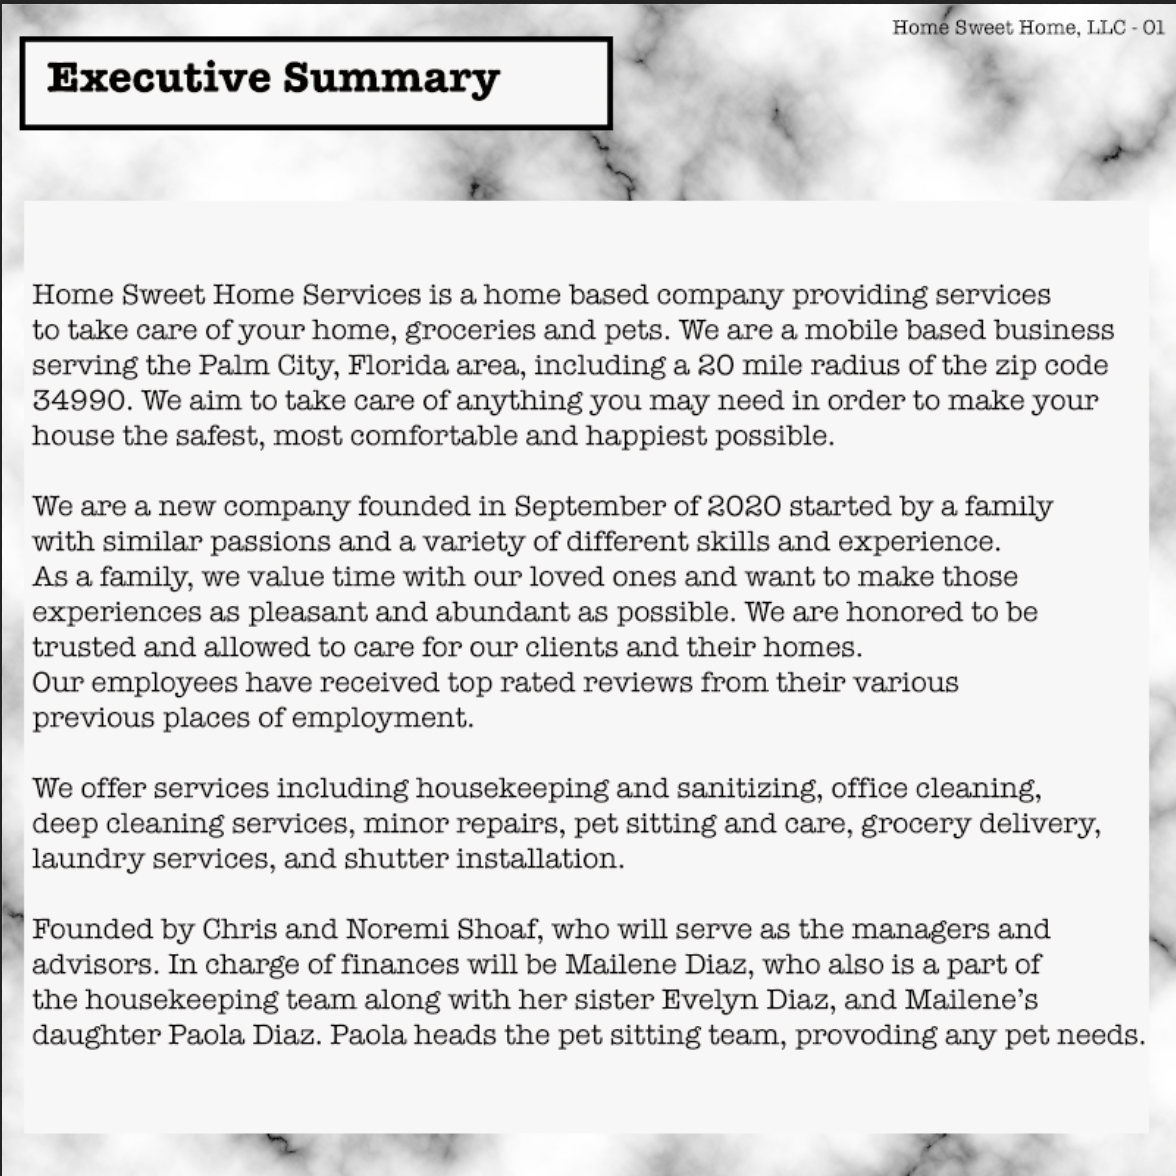 Home Sweet Home, LLC - 01
Executive Summary
Home Sweet Home Services is a home based company providing services
to take care of your home, groceries and pets. We are a mobile based business
serving the Palm City, Florida area, including a 20 mile radius of the zip code
34990. We aim to take care of anything you may need in order to make your
house the safest, most comfortable and happiest possible.
We are a new company founded in September of 2020 started by a family
with similar passions and a variety of different skills and experience.
As a family, we value time with our loved ones and want to make those
experiences as pleasant and abundant as possible. We are honored to be
trusted and allowed to care for our clients and their homes.
Our employees have received top rated reviews from their various
previous places of employment.
We offer services including housekeeping and sanitizing, office cleaning,
deep cleaning services, minor repairs, pet sitting and care, grocery delivery,
laundry services, and shutter installation.
Founded by Chris and Noremi Shoaf, who will serve as the managers and
advisors. In charge of finances will be Mailene Diaz, who also is a part of
the housekeeping team along with her sister Evelyn Diaz, and Mailene’s
daughter Paola Diaz. Paola heads the pet sitting team, provoding any pet needs.